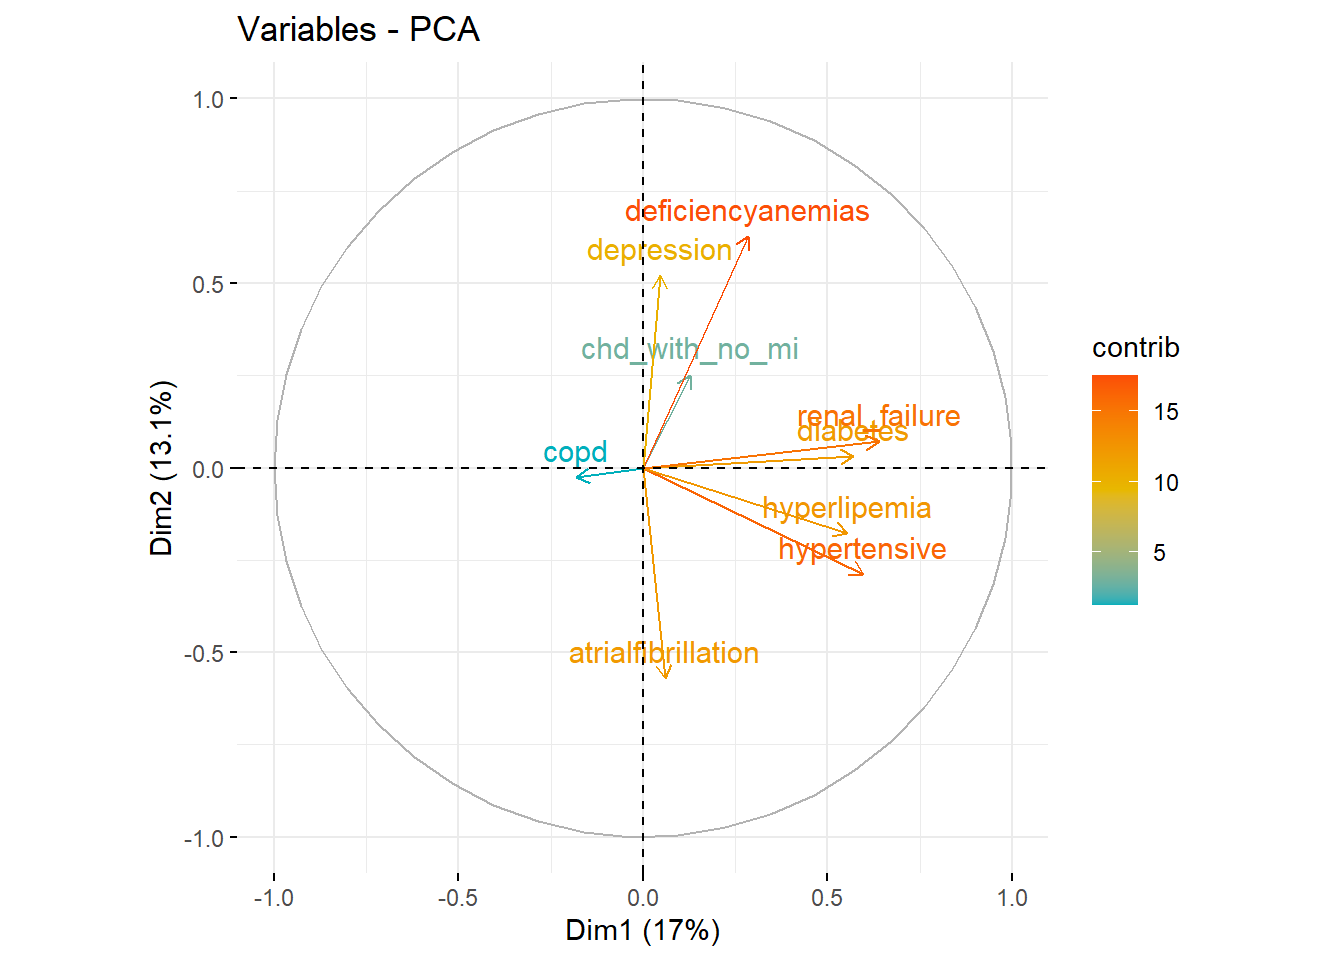 Variables - PCA
1.0
0.5
0.0
-0.5
-1.0
Dim2 (13.1%)
deficiencyanemias
depression
chd_with_no_mi
renal_failure
diabetes
copd
hyperlipemia
hypertensive
atrialfibrillation
-1.0
-0.5
0.0
0.5
1.0
Dim1 (17%)
contrib
15
10
5